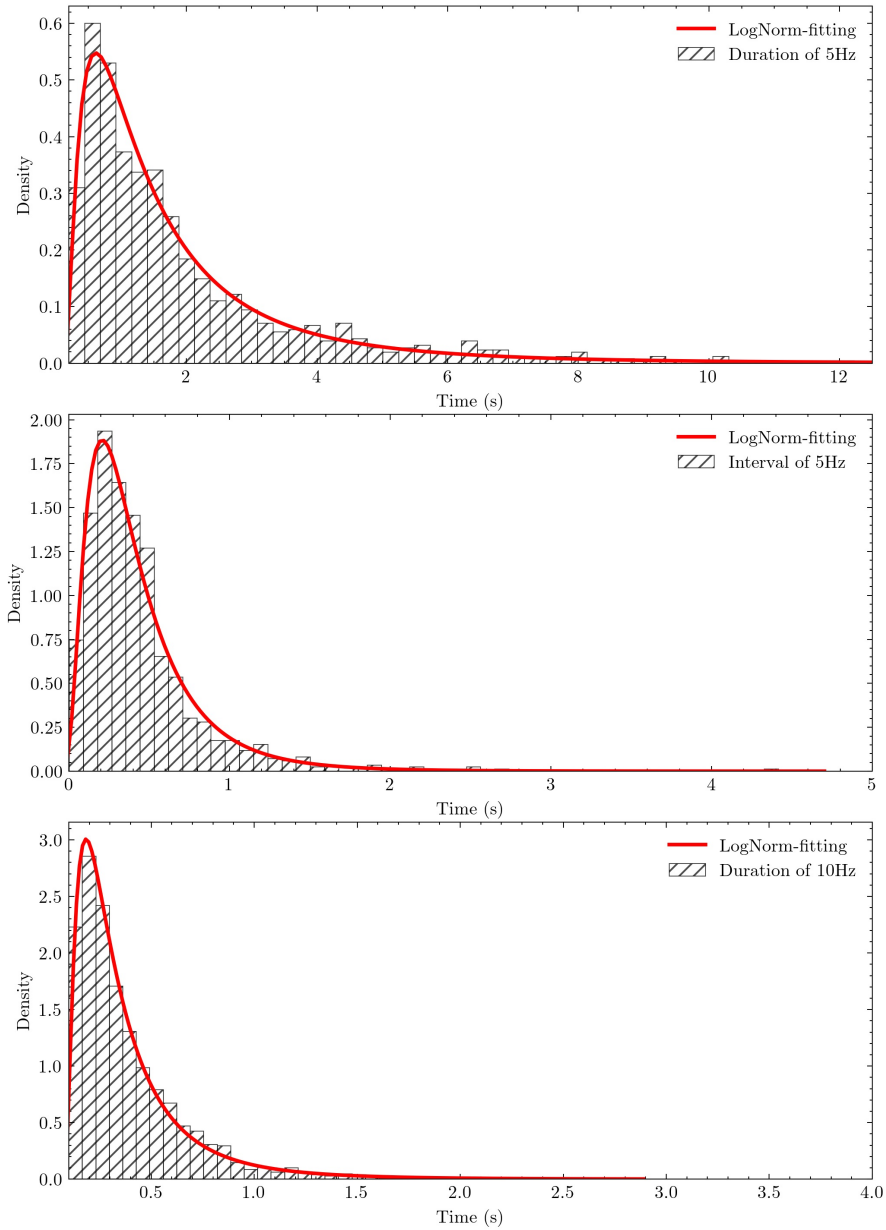 0.6
0.5
0.4
0.3
0.2
0.1
0.0
Density
LogNorm-fitting
Duration of 5Hz
2 4 6 8 10 12
Time (s)
2.00
1.75
1.50
1.25
1.00
0.75
0.50
0.25
0.00
Density
LogNorm-fitting
Interval of 5Hz
0 1 2 3 4 5
Time (s)
3.0
2.5
2.0
1.5
1.0
0.5
0.0
Density
LogNorm-fitting
Duration of 10Hz
0.5 1.0 1.5 2.0 2.5 3.0 3.5 4.0
Time (s)